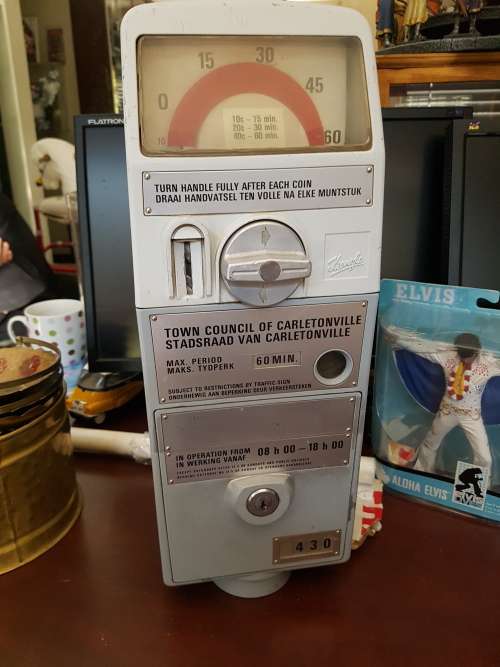 FLATRON
0 15 30 45 60
10c - 15 min.
20c - 30 min.
40c - 60 min.
TURN HANDLE FULLY AFTER EACH COIN
DRAAI HANDVATSEL TEN VOLLE NA ELKE MUNTSTUK
TOWN COUNCIL OF CARLETONVILLE
STADSRAAD VAN CARLETONVILLE
MAX. PERIOD
MAKS. TYDPERK
60 MIN.
SUBJECT TO RESTRICTIONS BY TRAFFIC SIGN
ONDERHEWIG AAN BEPERKING DEUR VERKEERSTEKEN
IN OPERATION FROM
IN WERKING VANAF
08 h 00 - 18 h 00
430
ELVIS
ALOHA ELVIS